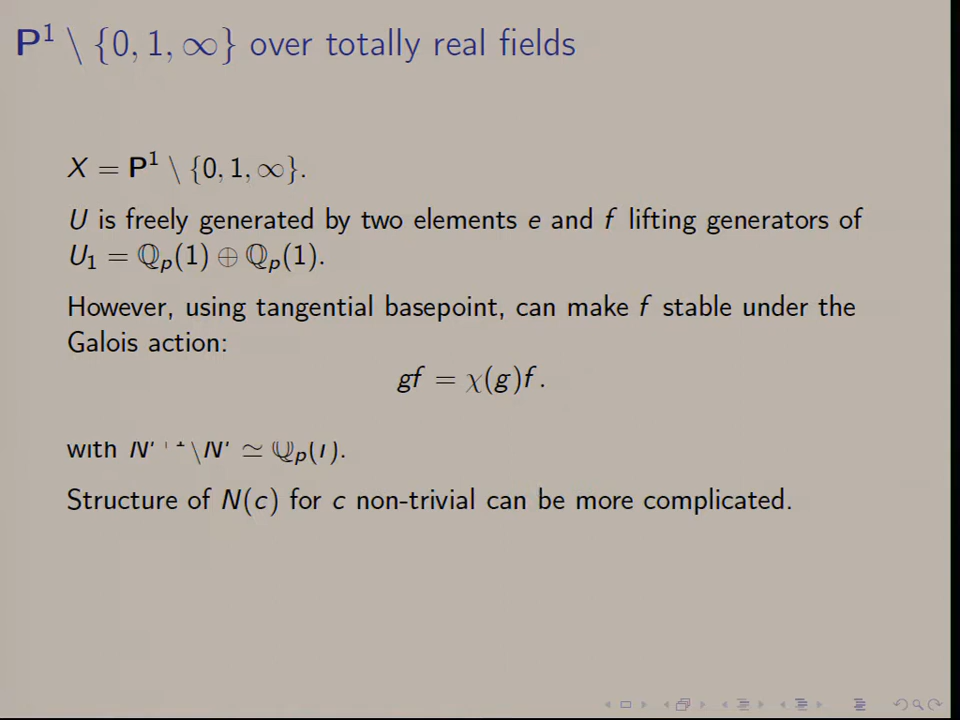 P¹ \ {0, 1, ∞} over totally real fields
X = P¹ \ {0, 1, ∞}.
U is freely generated by two elements e and f lifting generators of
U₁ = ℚₚ(1) ⊕ ℚₚ(1).
However, using tangential basepoint, can make f stable under the
Galois action:
gf = χ(g)f.
with \ ≃ ℚₚ(
Structure of N(c) for c non-trivial can be more complicated.